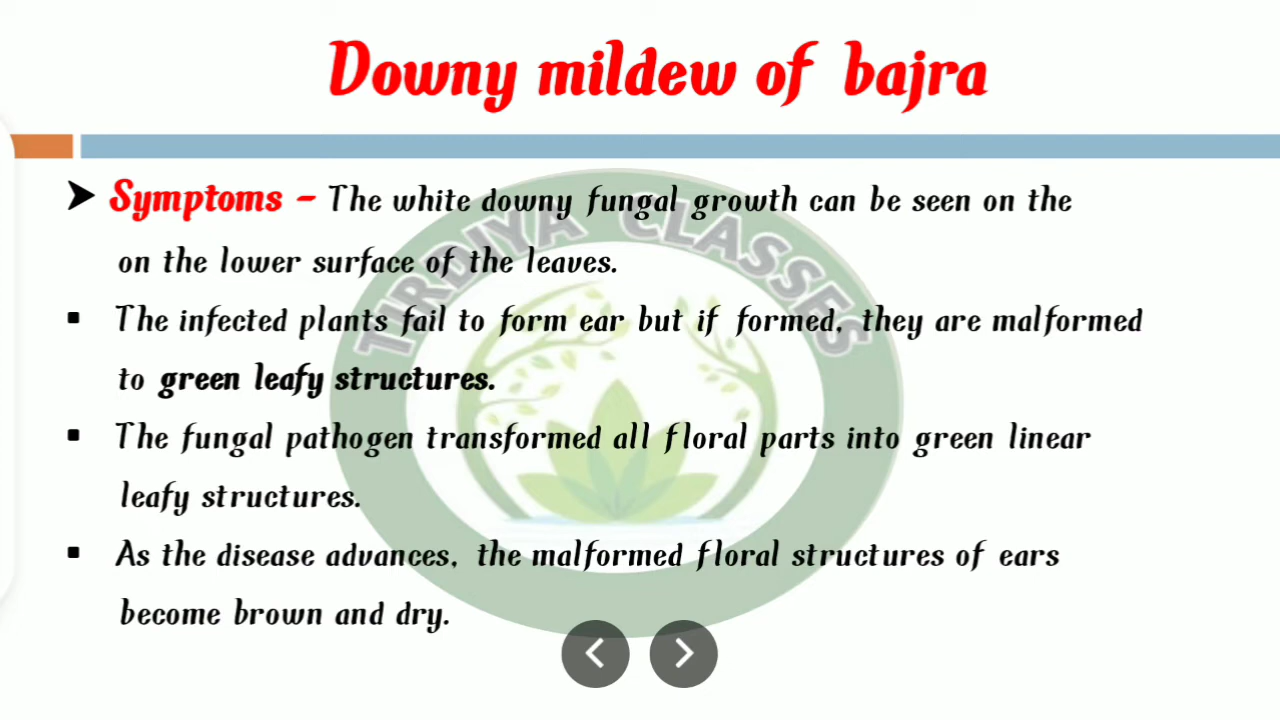 Downy mildew of bajra
➤ Symptoms – The white downy fungal growth can be seen on the
on the lower surface of the leaves.
▪ The infected plants fail to form ear but if formed, they are malformed
to green leafy structures.
▪ The fungal pathogen transformed all floral parts into green linear
leafy structures.
▪ As the disease advances, the malformed floral structures of ears
become brown and dry.
TIRDIYA CLASSES